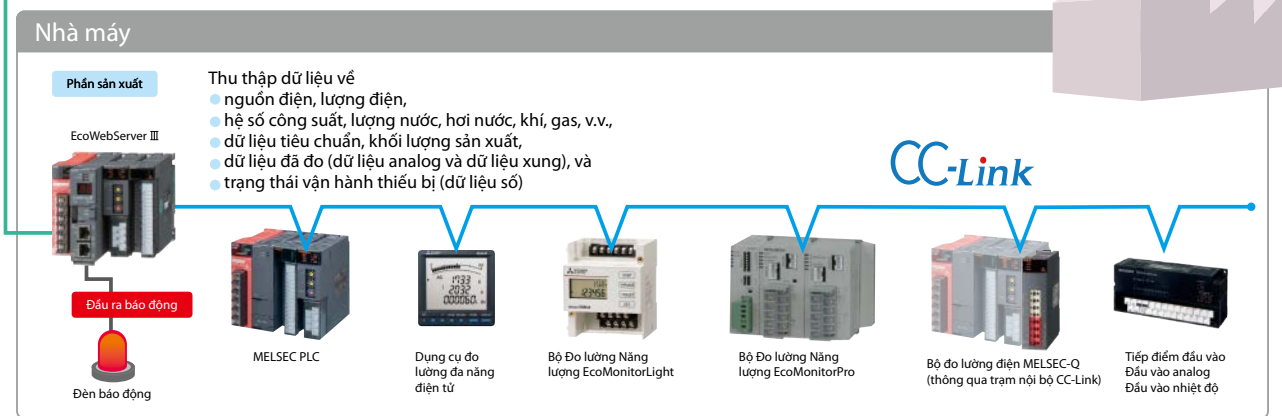 Nhà máy
Phần sản xuất
Thu thập dữ liệu về
nguồn điện, lượng điện,
hệ số công suất, lượng nước, hơi nước, khí, gas, v.v.,
dữ liệu tiêu chuẩn, khối lượng sản xuất,
dữ liệu đã đo (dữ liệu analog và dữ liệu xung), và
trạng thái vận hành thiếu bị (dữ liệu số)
EcoWebServer Ⅲ
CC-Link
Đầu ra báo động
Đèn báo động
MELSEC PLC
Dụng cụ đo
lường đa năng
điện tử
Bộ Đo lường Năng
lượng EcoMonitorLight
Bộ Đo lường Năng
lượng EcoMonitorPro
Bộ đo lường điện MELSEC-Q
(thông qua trạm nội bộ CC-Link)
Tiếp điểm đầu vào
Đầu vào analog
Đầu vào nhiệt độ